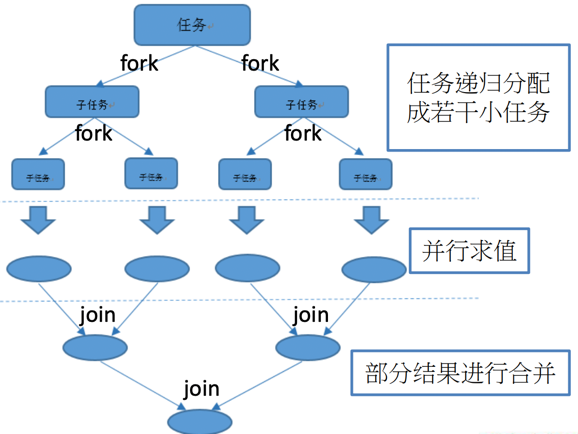 任务
fork
fork
任务递归分配
成若干小任务
子任务
子任务
fork
fork
子任务
子任务
子任务
子任务
并行求值
join
join
部分结果进行合并
join